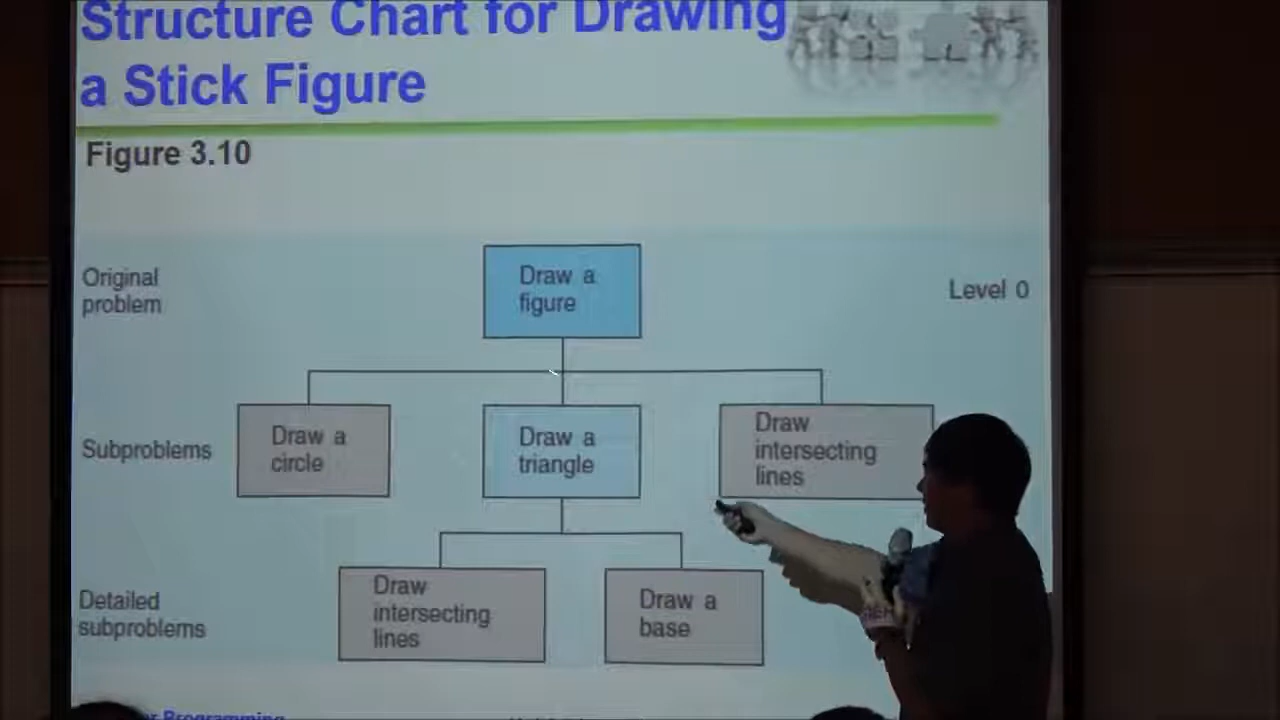 Structure Chart for Drawing
a Stick Figure
Figure 3.10
Original
problem
Draw a
figure
Level 0
Subproblems
Draw a
circle
Draw a
triangle
Draw
intersecting
lines
Detailed
subproblems
Draw
intersecting
lines
Draw a
base
Programming